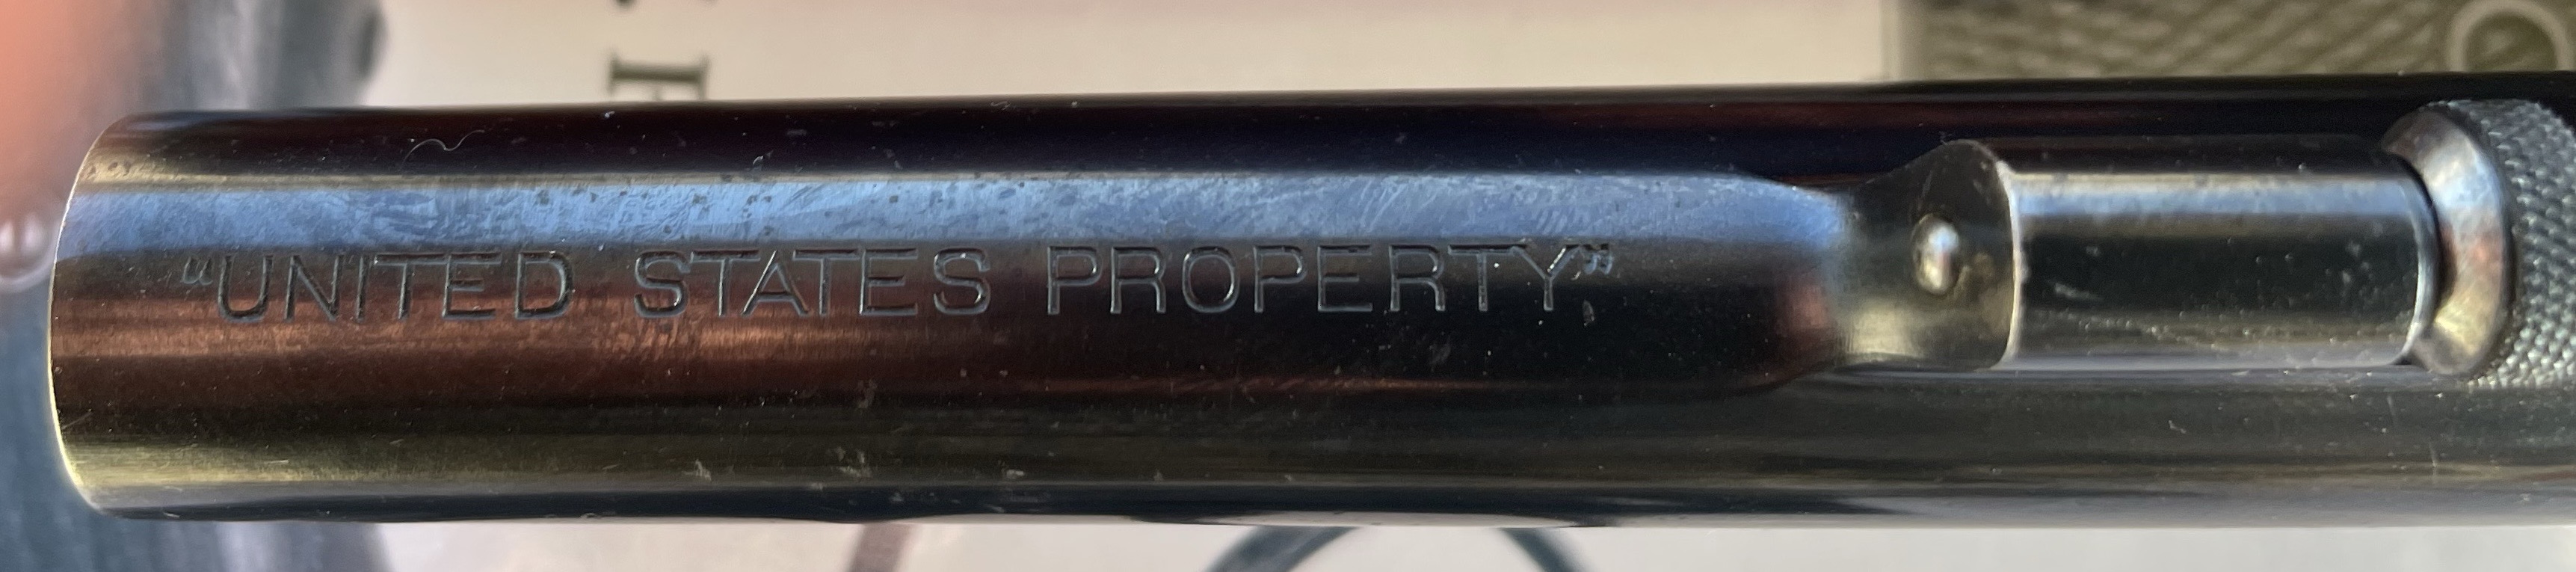 “UNITED STATES PROPERTY”